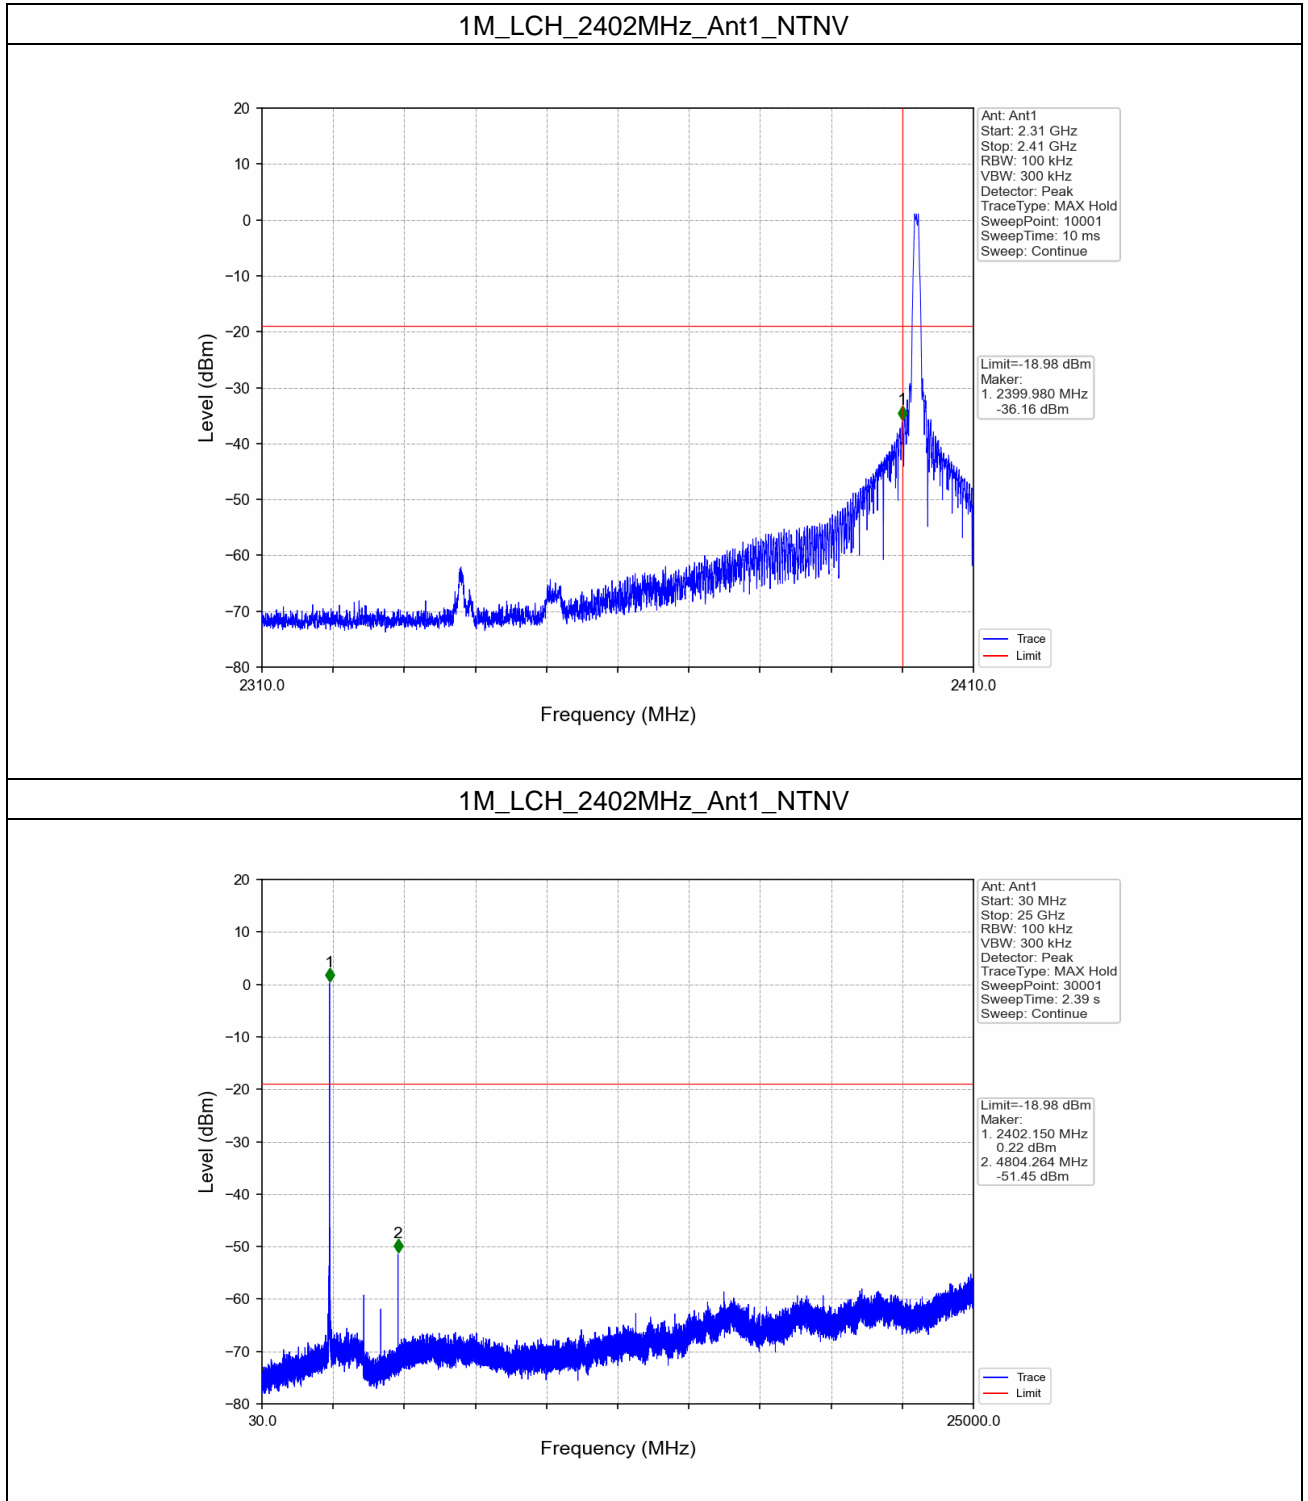 1M_LCH_2402MHz_Ant1_NTNV
20
10
0
−10
−20
−30
−40
−50
−60
−70
−80
Level (dBm)
2310.0
2410.0
Frequency (MHz)
1
Ant: Ant1
Start: 2.31 GHz
Stop: 2.41 GHz
RBW: 100 kHz
VBW: 300 kHz
Detector: Peak
TraceType: MAX Hold
SweepPoint: 10001
SweepTime: 10 ms
Sweep: Continue
Limit=-18.98 dBm
Maker:
1. 2399.980 MHz
-36.16 dBm
Trace
Limit
1M_LCH_2402MHz_Ant1_NTNV
20
10
0
−10
−20
−30
−40
−50
−60
−70
−80
Level (dBm)
30.0
25000.0
Frequency (MHz)
1
2
Ant: Ant1
Start: 30 MHz
Stop: 25 GHz
RBW: 100 kHz
VBW: 300 kHz
Detector: Peak
TraceType: MAX Hold
SweepPoint: 30001
SweepTime: 2.39 s
Sweep: Continue
Limit=-18.98 dBm
Maker:
1. 2402.150 MHz
0.22 dBm
2. 4804.264 MHz
-51.45 dBm
Trace
Limit